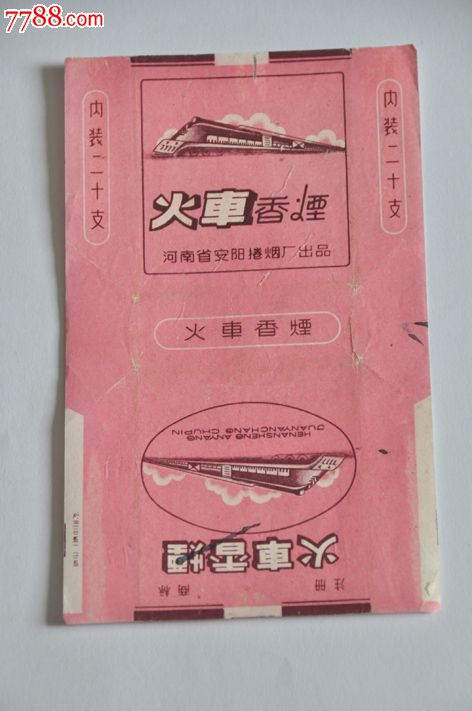 7788.com
内装二十支
内装二十支
火車香煙
河南省安阳捲烟厂出品
火車香煙
HENANSHENG ANYANG
JUANYANCHANG CHUPIN
火車香煙
註册
商标